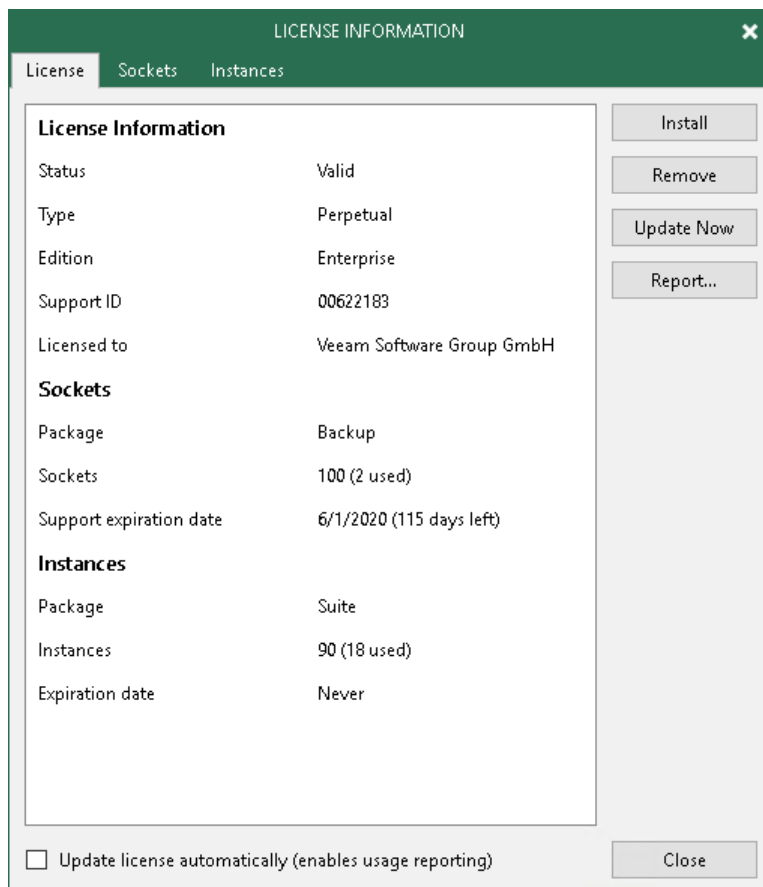 LICENSE INFORMATION
License Sockets Instances
License Information
Status Valid
Type Perpetual
Edition Enterprise
Support ID 00622183
Licensed to Veeam Software Group GmbH
Sockets
Package Backup
Sockets 100 (2 used)
Support expiration date 6/1/2020 (115 days left)
Instances
Package Suite
Instances 90 (18 used)
Expiration date Never
Install
Remove
Update Now
Report...
Update license automatically (enables usage reporting)
Close